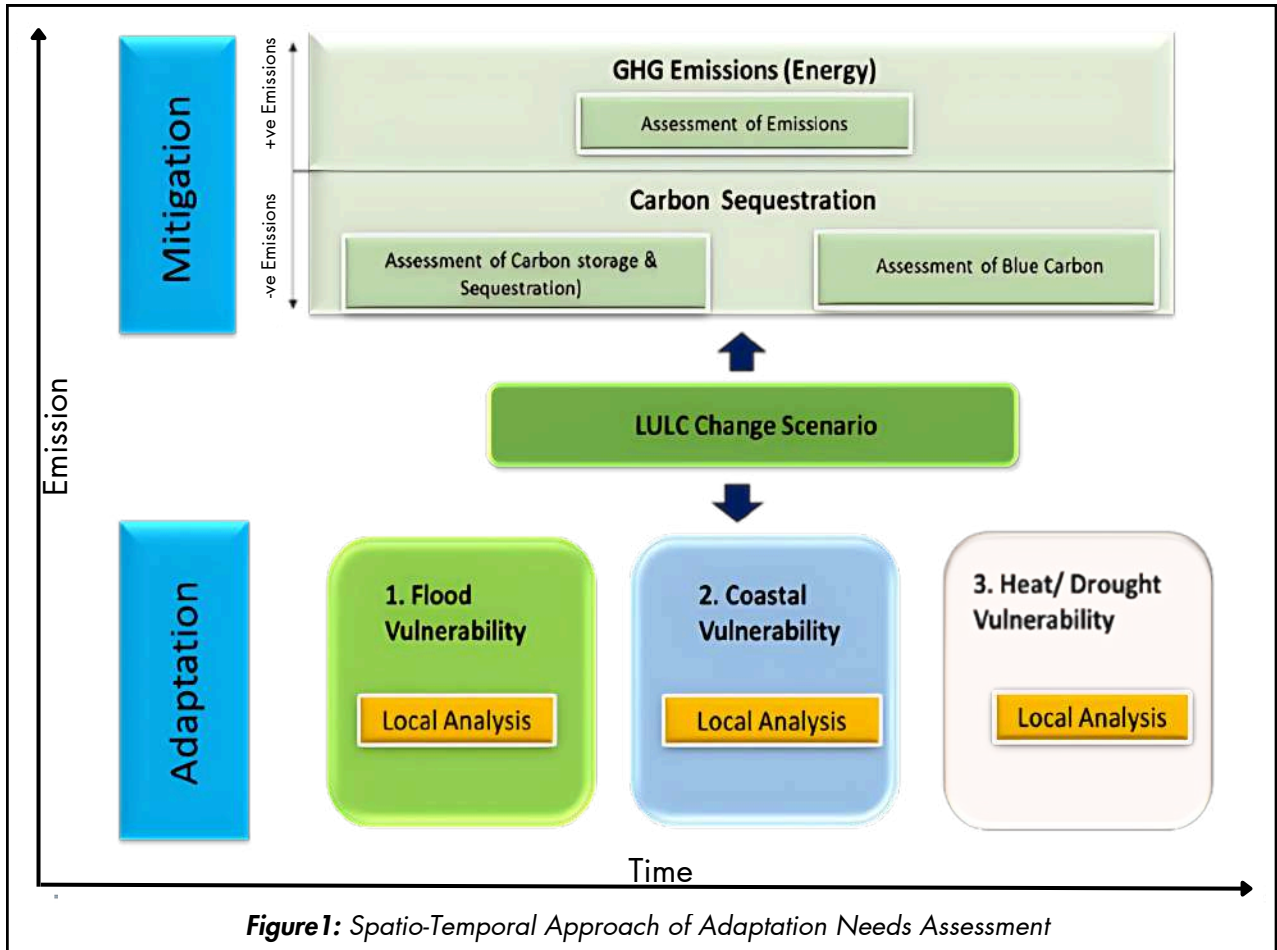 Mitigation
+ve Emissions
-ve Emissions
GHG Emissions (Energy)
Assessment of Emissions
Carbon Sequestration
Assessment of Carbon storage &
Sequestration)
Assessment of Blue Carbon
LULC Change Scenario
Emission
Adaptation
1. Flood
Vulnerability
Local Analysis
2. Coastal
Vulnerability
Local Analysis
3. Heat/ Drought
Vulnerability
Local Analysis
Time
Figure1: Spatio-Temporal Approach of Adaptation Needs Assessment